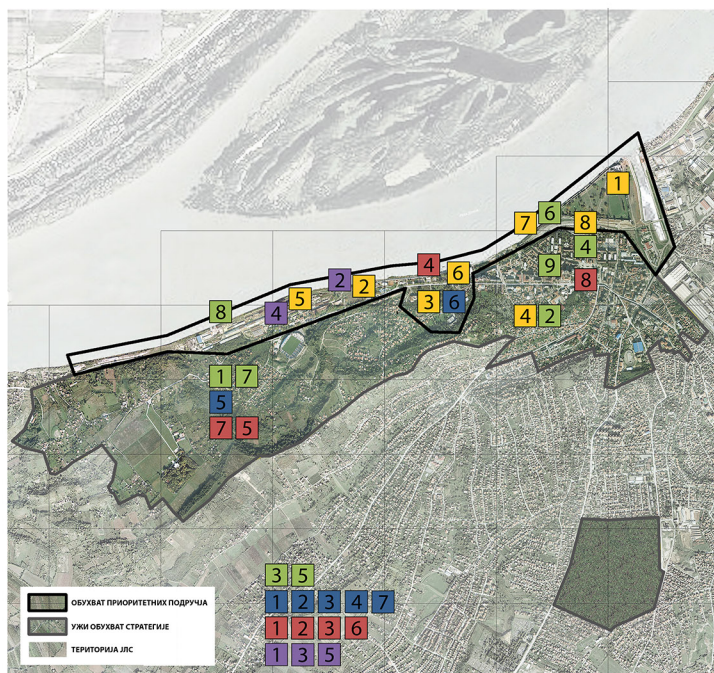 1
7 6 8
4
9
4 6 8
2 2
5 3 6
8 4 4 2
1 7
5
7 5
3 5
1 2 3 4 7
1 2 3 6
1 3 5
ОБУХВАТ ПРИОРИТЕТНИХ ПОДРУЧЈА
УЖИ ОБУХВАТ СТРАТЕГИЈЕ
ТЕРИТОРИЈА ЈЛС